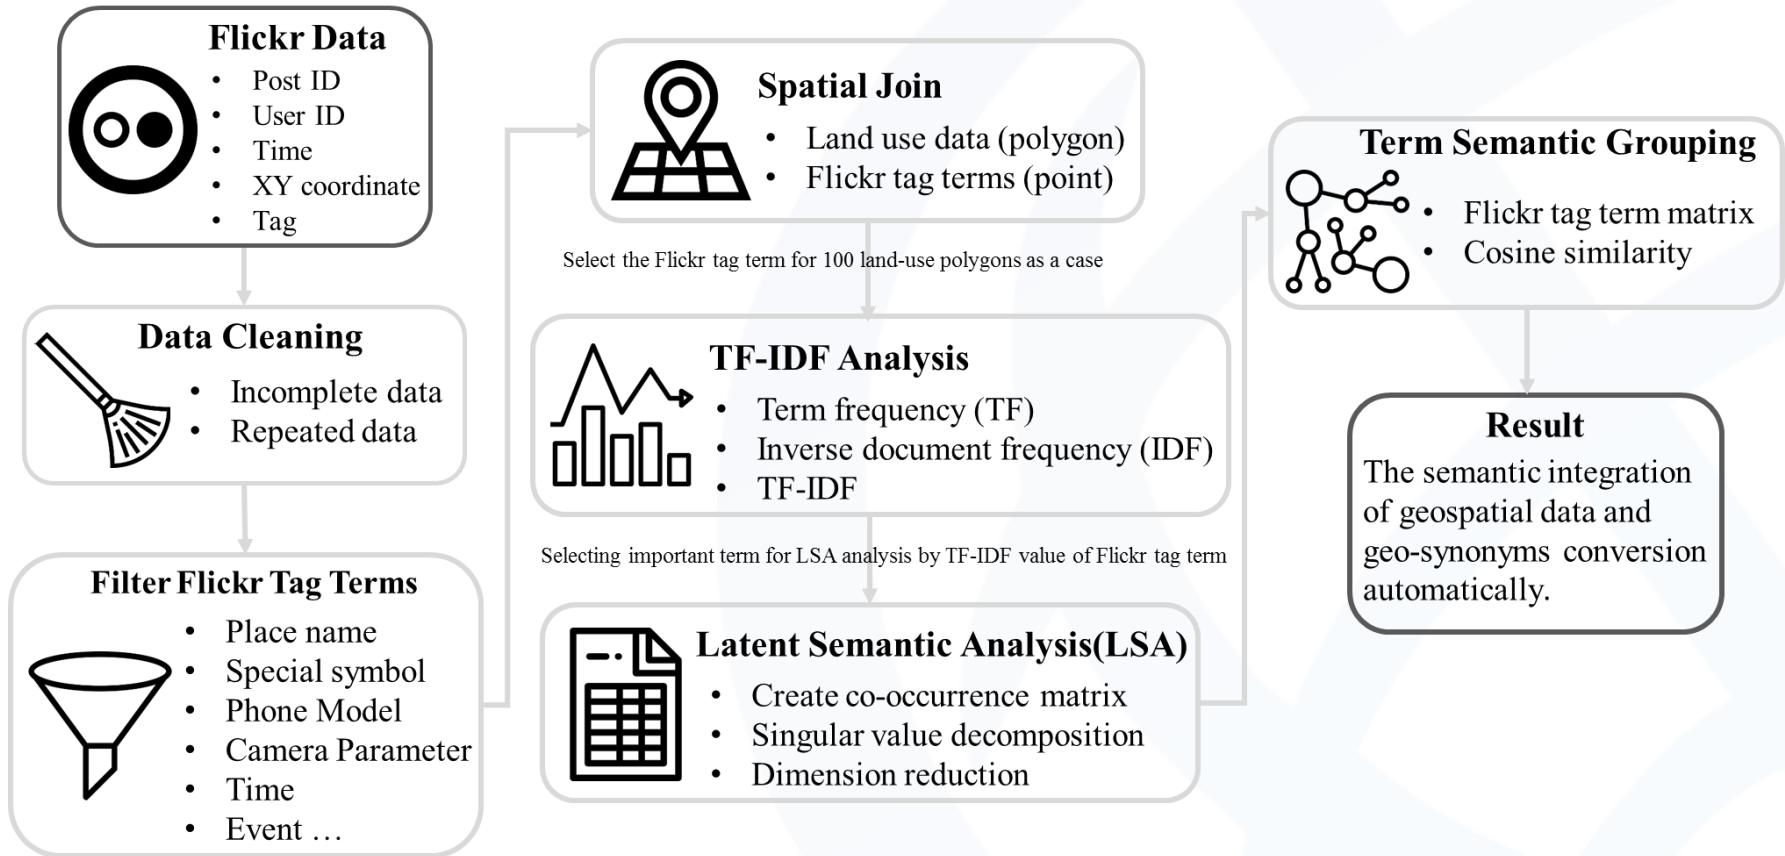 Flickr Data
• Post ID
• User ID
• Time
• XY coordinate
• Tag
Data Cleaning
• Incomplete data
• Repeated data
Filter Flickr Tag Terms
• Place name
• Special symbol
• Phone Model
• Camera Parameter
• Time
• Event …
Spatial Join
• Land use data (polygon)
• Flickr tag terms (point)
Select the Flickr tag term for 100 land-use polygons as a case
TF-IDF Analysis
• Term frequency (TF)
• Inverse document frequency (IDF)
• TF-IDF
Selecting important term for LSA analysis by TF-IDF value of Flickr tag term
Latent Semantic Analysis(LSA)
• Create co-occurrence matrix
• Singular value decomposition
• Dimension reduction
Term Semantic Grouping
• Flickr tag term matrix
• Cosine similarity
Result
The semantic integration
of geospatial data and
geo-synonyms conversion
automatically.